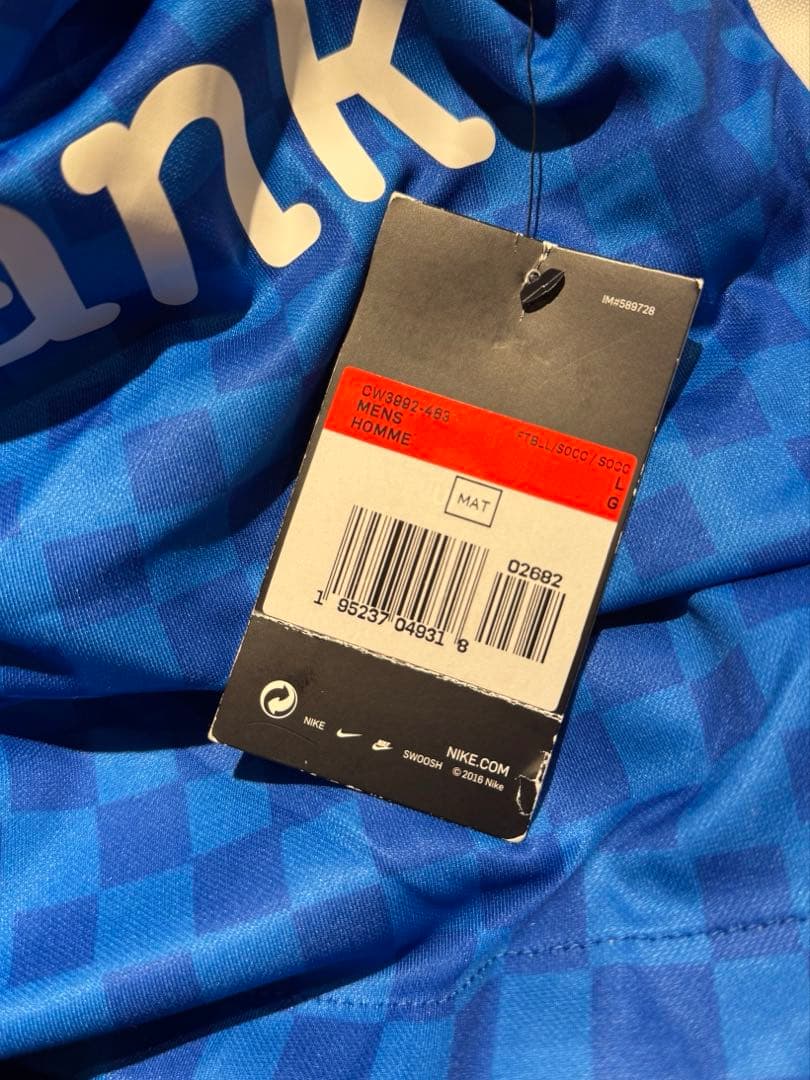 ank
IM#589728
CW3892-463
MENS
HOMME
FTBLL/SOCC/SOCC
L
G
MAT
02682
1 95237 04931 8
NIKE
SWOOSH
NIKE.COM
© 2016 Nike